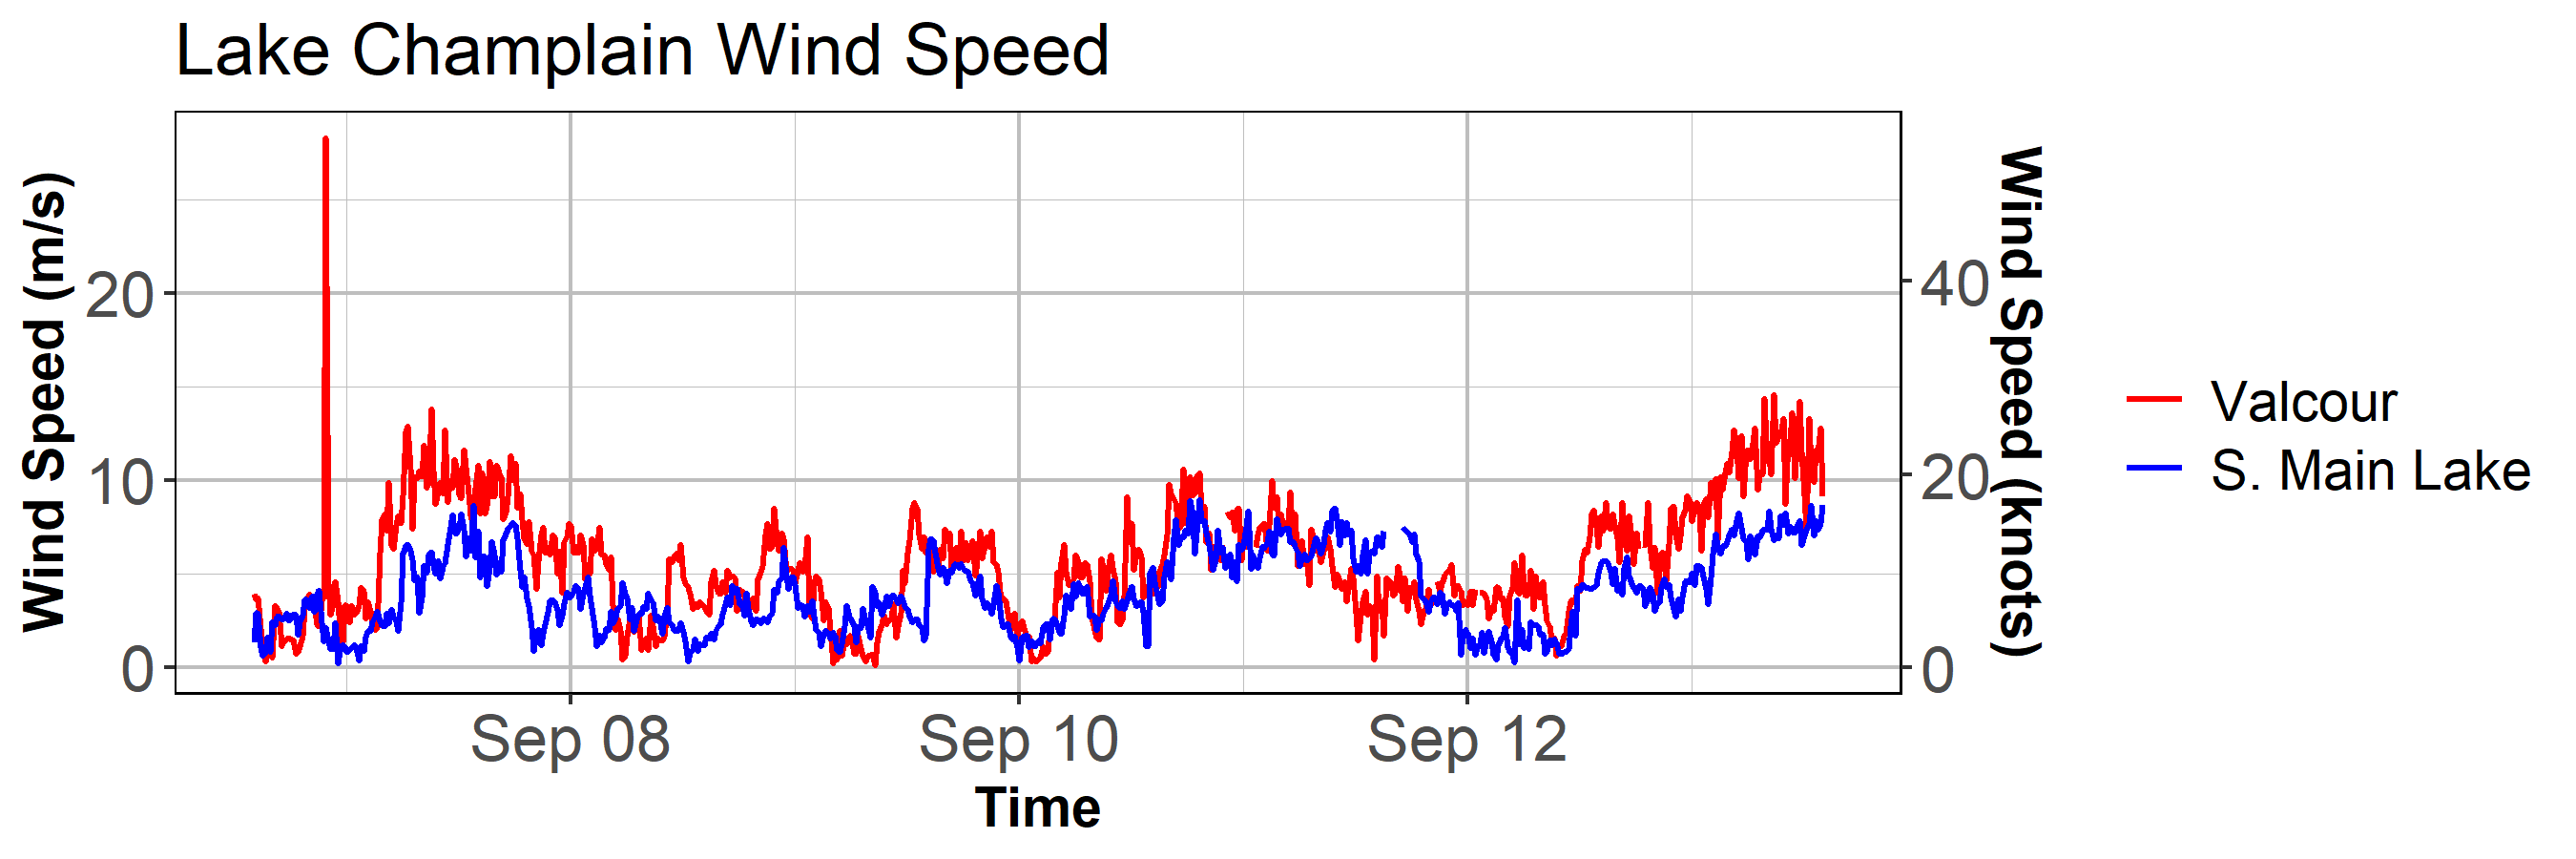 Lake Champlain Wind Speed
Wind Speed (m/s)
20
10
0
40
20
0
Wind Speed (knots)
Sep 08
Sep 10
Sep 12
Time
Valcour
S. Main Lake